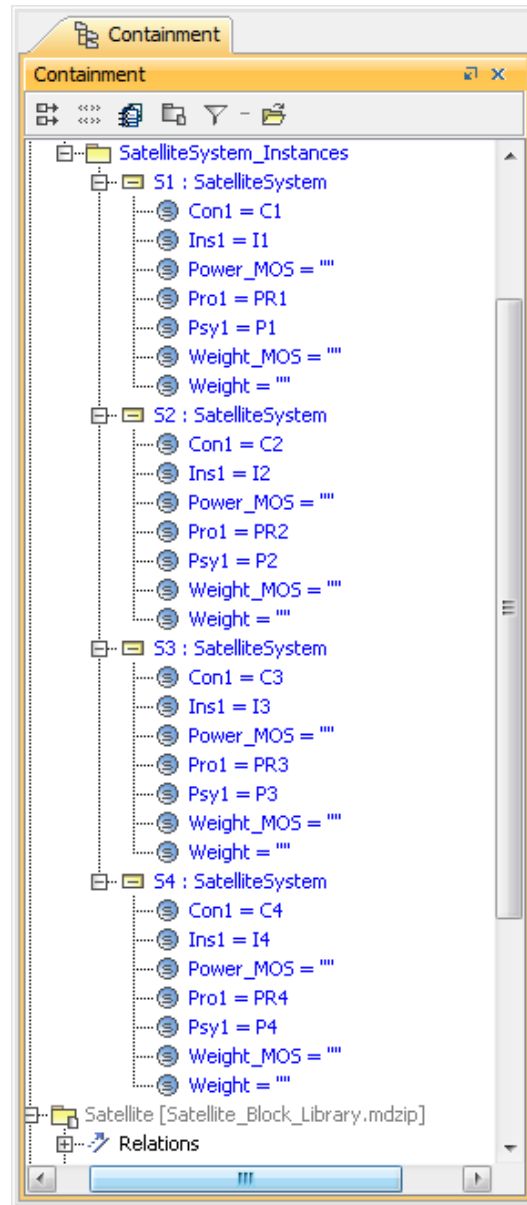 Containment
Containment
SatelliteSystem_Instances
S1 : SatelliteSystem
Con1 = C1
Ins1 = I1
Power_MOS = ""
Pro1 = PR1
Psy1 = P1
Weight_MOS = ""
Weight = ""
S2 : SatelliteSystem
Con1 = C2
Ins1 = I2
Power_MOS = ""
Pro1 = PR2
Psy1 = P2
Weight_MOS = ""
Weight = ""
S3 : SatelliteSystem
Con1 = C3
Ins1 = I3
Power_MOS = ""
Pro1 = PR3
Psy1 = P3
Weight_MOS = ""
Weight = ""
S4 : SatelliteSystem
Con1 = C4
Ins1 = I4
Power_MOS = ""
Pro1 = PR4
Psy1 = P4
Weight_MOS = ""
Weight = ""
Satellite [Satellite_Block_Library.mdzip]
Relations